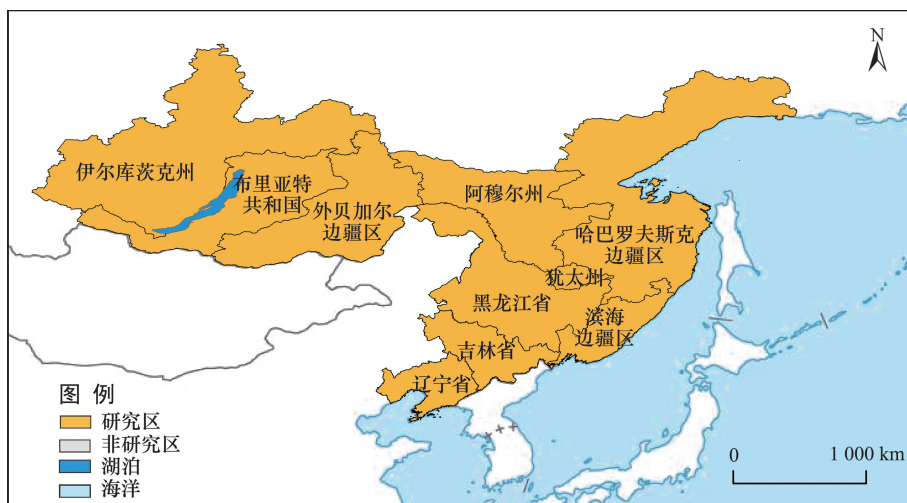 N
伊尔库茨克州
布里亚特
共和国
外贝加尔
边疆区
阿穆尔州
哈巴罗夫斯克
边疆区
犹太州
黑龙江省
滨海
边疆区
吉林省
辽宁省
图 例
研究区
非研究区
湖泊
海洋
0 1 000 km